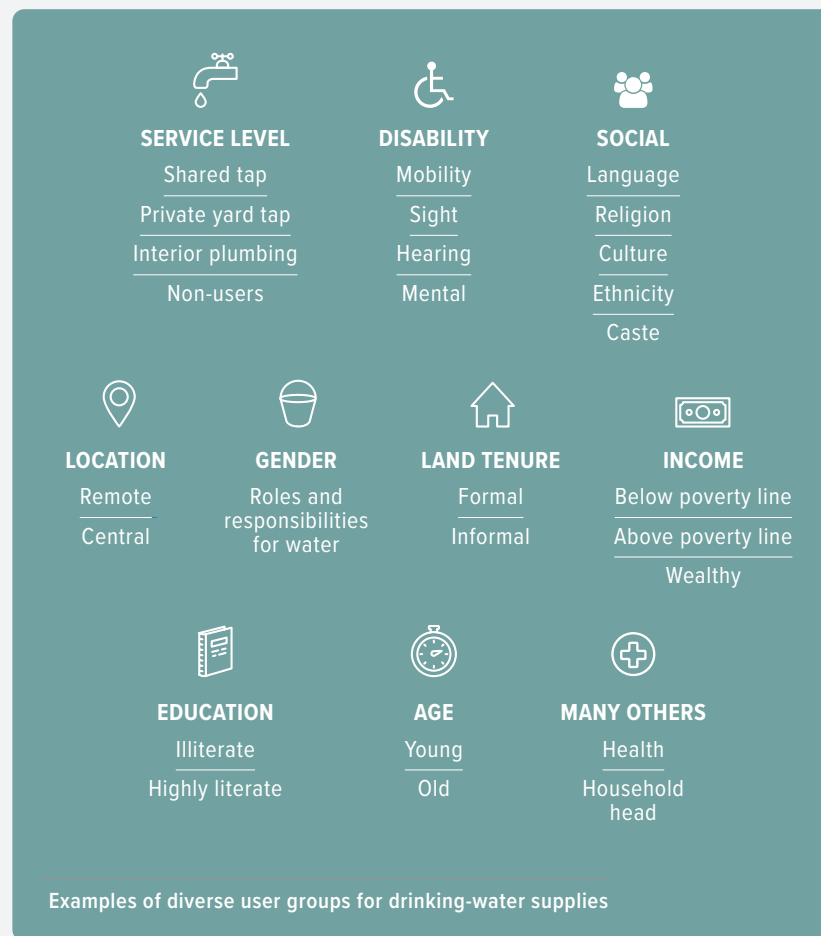 SERVICE LEVEL
Shared tap
Private yard tap
Interior plumbing
Non-users
DISABILITY
Mobility
Sight
Hearing
Mental
SOCIAL
Language
Religion
Culture
Ethnicity
Caste
LOCATION
Remote
Central
GENDER
Roles and
responsibilities
for water
LAND TENURE
Formal
Informal
INCOME
Below poverty line
Above poverty line
Wealthy
EDUCATION
Illiterate
Highly literate
AGE
Young
Old
MANY OTHERS
Health
Household
head
Examples of diverse user groups for drinking-water supplies